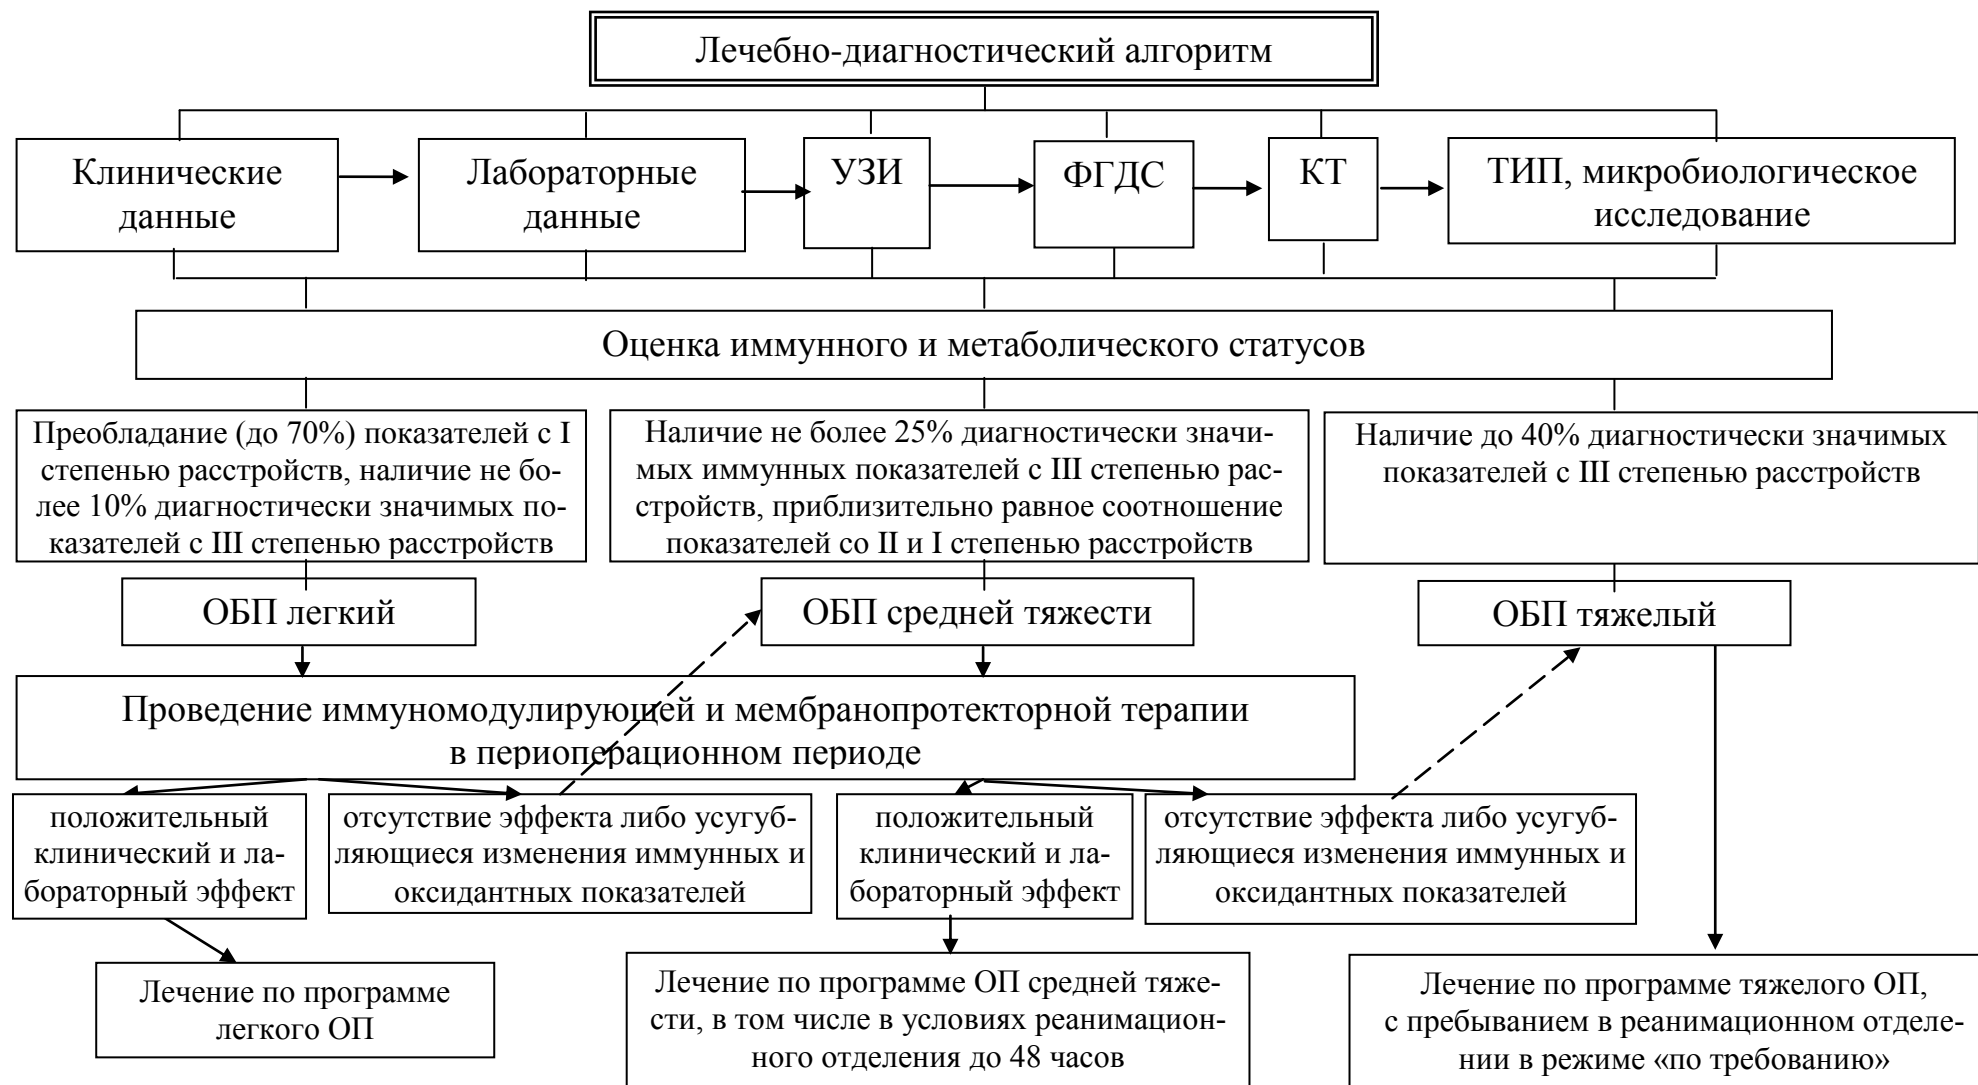 Лечебно-диагностический алгоритм
Клинические
данные
Лабораторные
данные
УЗИ
ФГДС
КТ
ТИП, микробиологическое
исследование
Оценка иммунного и метаболического статусов
Преобладание (до 70%) показателей с I
степенью расстройств, наличие не бо-
лее 10% диагностически значимых по-
казателей с III степенью расстройств
Наличие не более 25% диагностически значи-
мых иммунных показателей с III степенью рас-
стройств, приблизительно равное соотношение
показателей со II и I степенью расстройств
Наличие до 40% диагностически значимых
показателей с III степенью расстройств
ОБП легкий
ОБП средней тяжести
ОБП тяжелый
Проведение иммуномодулирующей и мембранопротекторной терапии
в периоперационном периоде
положительный
клинический и ла-
бораторный эффект
отсутствие эффекта либо усугуб-
ляющиеся изменения иммунных и
оксидантных показателей
положительный
клинический и ла-
бораторный эффект
отсутствие эффекта либо усугуб-
ляющиеся изменения иммунных и
оксидантных показателей
Лечение по программе
легкого ОП
Лечение по программе ОП средней тяже-
сти, в том числе в условиях реанимацион-
ного отделения до 48 часов
Лечение по программе тяжелого ОП,
с пребыванием в реанимационном отделе-
нии в режиме «по требованию»